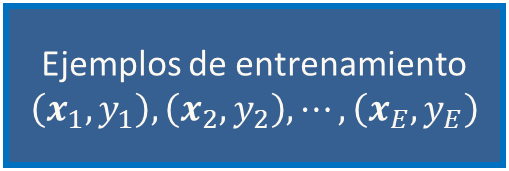 Ejemplos de entrenamiento
(𝒙₁, 𝑦₁), (𝒙₂, 𝑦₂), ⋯ , (𝒙_E, 𝑦_E)